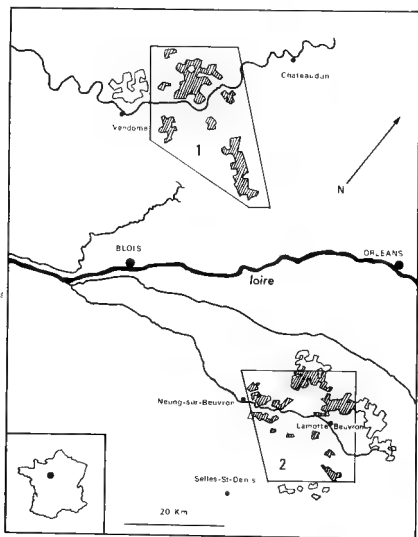 Chateaudun
Vendome
1
N
BLOIS
ORLEANS
loire
Neung-sur-Beuvron
Lamotte-Beuvron
2
Selles-St-Denis
20 Km